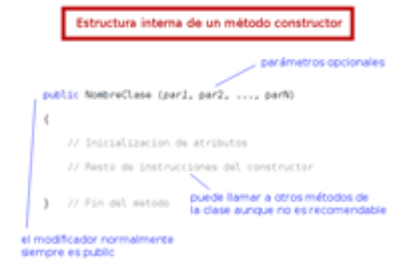 Estructura interna de un método constructor
parámetros opcionales
public NombreClase (par1, par2, ..., parN)
{
// Inicializacion de atributos
// Resto de instrucciones del constructor
} // Fin del metodo
puede llamar a otros métodos de
la clase aunque no es recomendable
el modificador normalmente
siempre es public